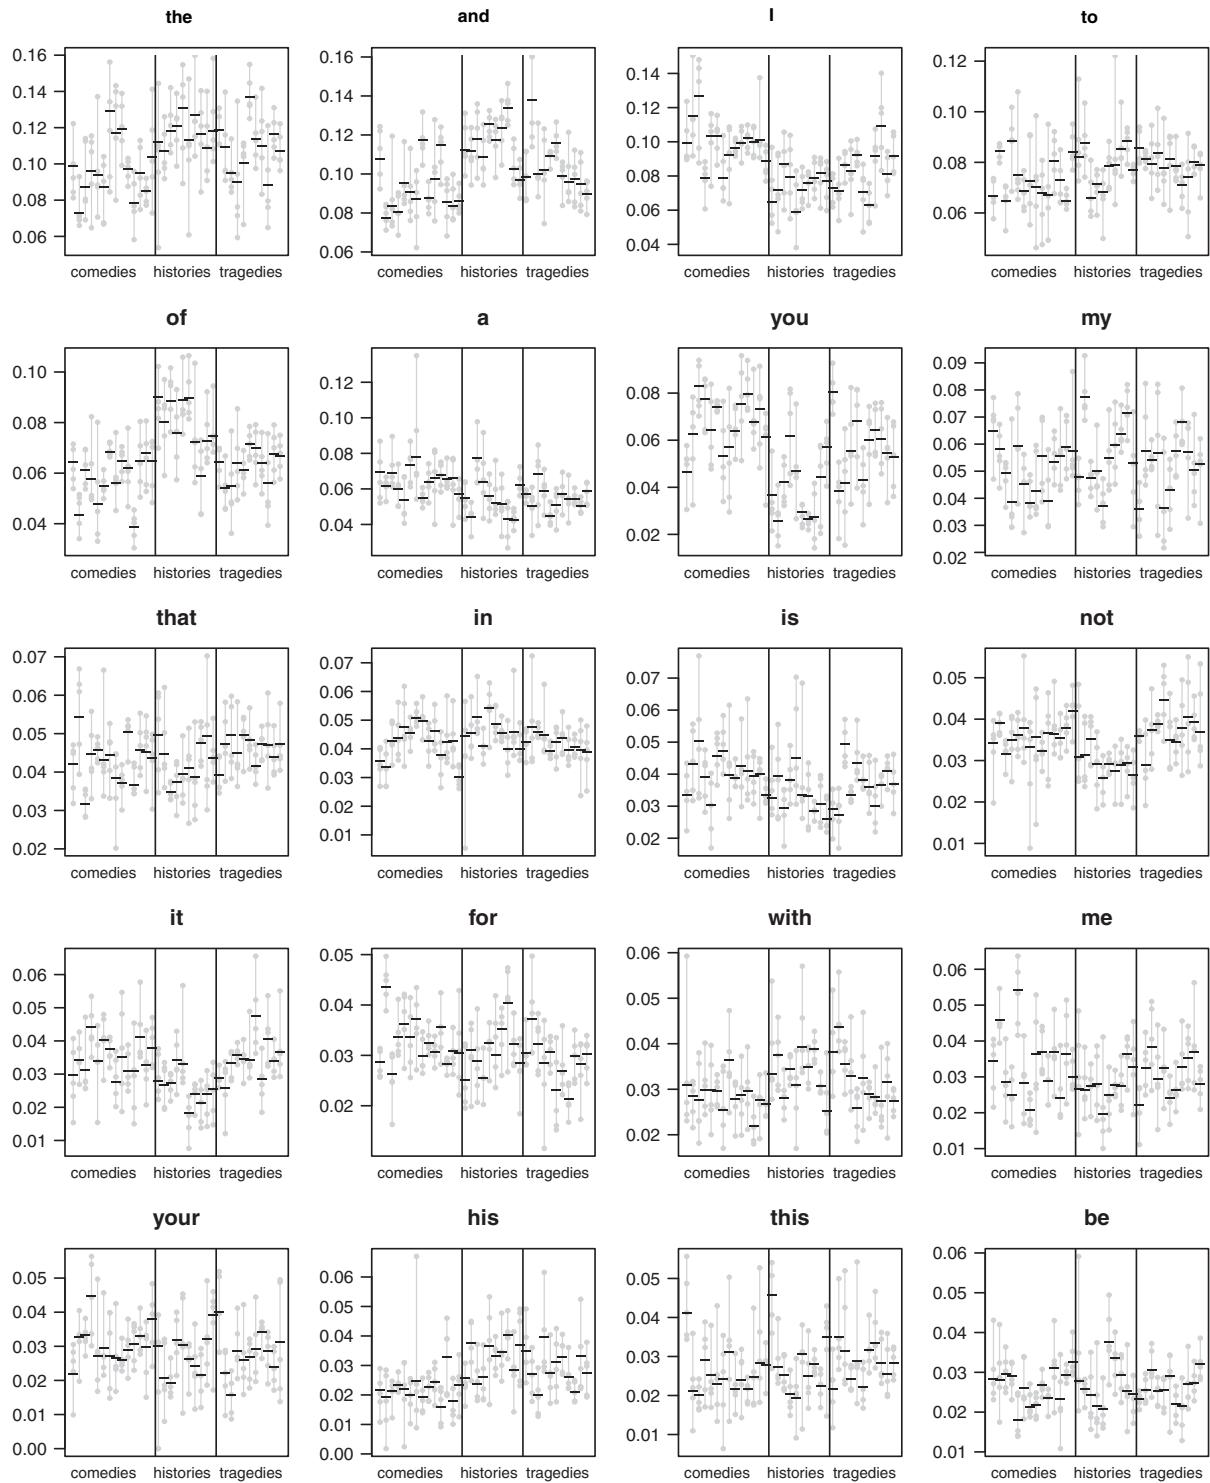 the and I to
0.16 0.16 0.14 0.12
0.14 0.14 0.12 0.10
0.12 0.12 0.10 0.08
0.10 0.10 0.08 0.06
0.08 0.08 0.06
0.06 0.06 0.04
comedies histories tragedies comedies histories tragedies comedies histories tragedies comedies histories tragedies
of a you my
0.10 0.12 0.08 0.09
0.08 0.10 0.06 0.08
0.06 0.08 0.04 0.07
0.04 0.06 0.02 0.06
0.04 0.05
0.04
0.03
0.02
comedies histories tragedies comedies histories tragedies comedies histories tragedies comedies histories tragedies
that in is not
0.07 0.07 0.07 0.05
0.06 0.06 0.06 0.04
0.05 0.05 0.05 0.03
0.04 0.04 0.04 0.02
0.03 0.03 0.03 0.01
0.02 0.02 0.02
0.01
comedies histories tragedies comedies histories tragedies comedies histories tragedies comedies histories tragedies
it for with me
0.06 0.05 0.06 0.06
0.05 0.04 0.05 0.05
0.04 0.03 0.04 0.04
0.03 0.02 0.03 0.03
0.02 0.02 0.02
0.01 0.01
comedies histories tragedies comedies histories tragedies comedies histories tragedies comedies histories tragedies
your his this be
0.05 0.06 0.05 0.06
0.04 0.05 0.04 0.05
0.03 0.04 0.03 0.04
0.02 0.03 0.02 0.03
0.01 0.02 0.01 0.02
0.00 0.01 0.01
0.00
comedies histories tragedies comedies histories tragedies comedies histories tragedies comedies histories tragedies